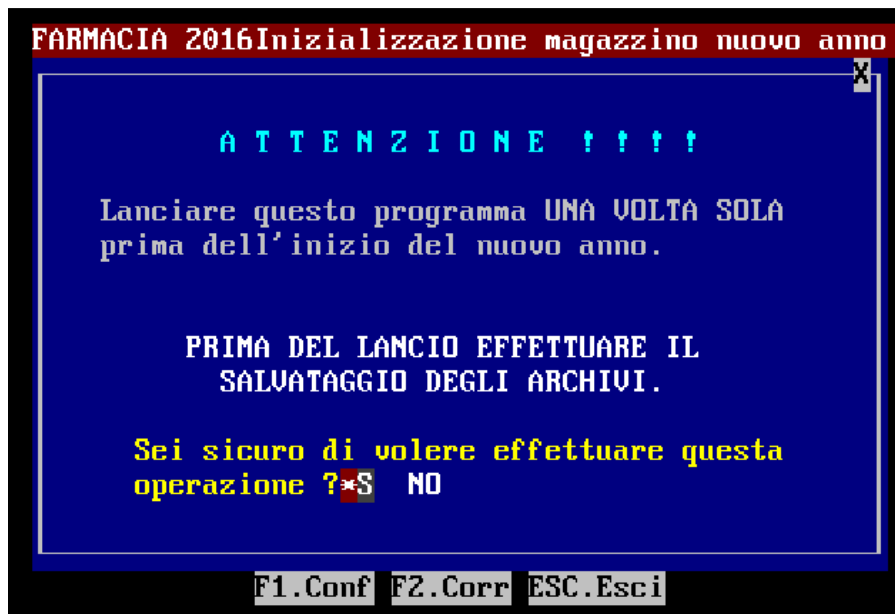 FARMACIA 2016Inizializzazione magazzino nuovo anno
X
A T T E N Z I O N E ! ! ! !
Lanciare questo programma UNA VOLTA SOLA
prima dell'inizio del nuovo anno.
PRIMA DEL LANCIO EFFETTUARE IL
SALVATAGGIO DEGLI ARCHIVI.
Sei sicuro di volere effettuare questa
operazione ?*S NO
F1.Conf F2.Corr ESC.Esci